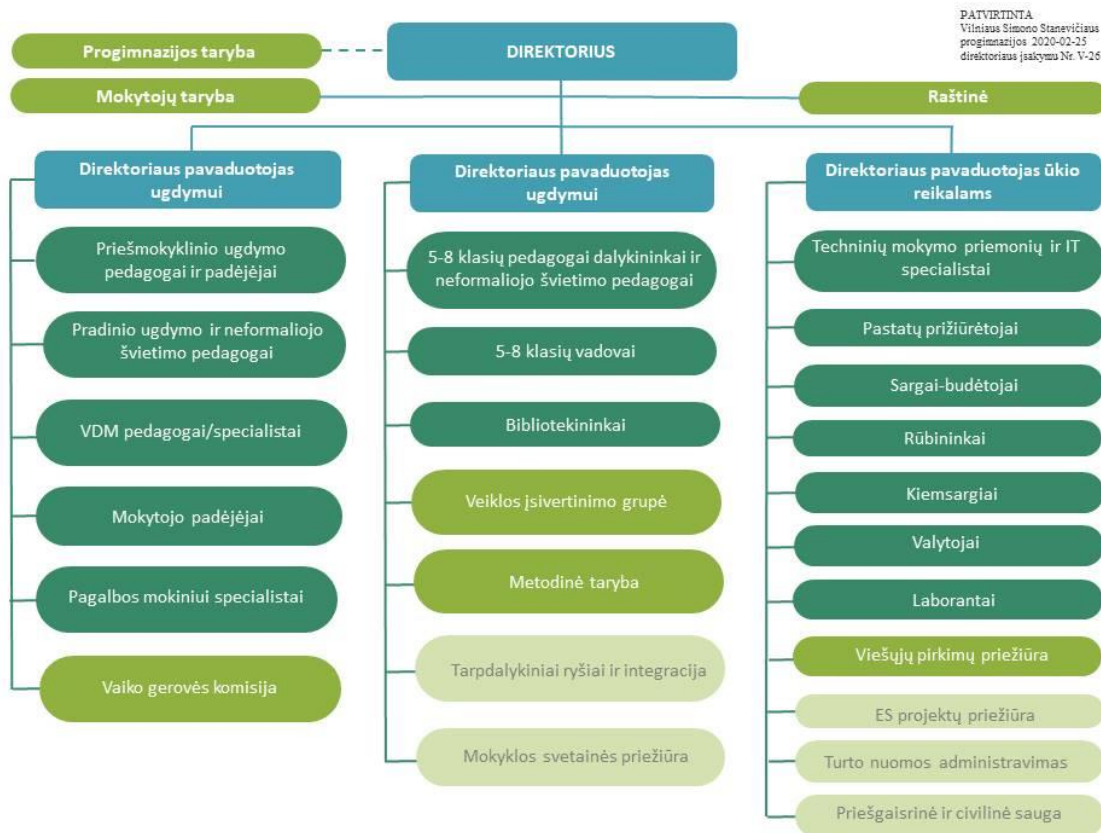 PATVIRTINTA
Vilniaus Simono Stanevičiaus
progimnazijos 2020-02-25
direktoriaus įsakymu Nr. V-26
Progimnazijos taryba
DIREKTORIUS
Mokytojų taryba
Raštinė
Direktoriaus pavaduotojas
ugdymui
Priešmokyklinio ugdymo
pedagogai ir padėjėjai
Pradinio ugdymo ir neformaliojo
švietimo pedagogai
VDM pedagogai/specialistai
Mokytojo padėjėjai
Pagalbos mokiniui specialistai
Vaiko gerovės komisija
Direktoriaus pavaduotojas
ugdymui
5-8 klasių pedagogai dalykininkai ir
neformaliojo švietimo pedagogai
5-8 klasių vadovai
Bibliotekininkai
Veiklos įsivertinimo grupė
Metodinė taryba
Tarpdalykiniai ryšiai ir integracija
Mokyklos svetainės priežiūra
Direktoriaus pavaduotojas ūkio
reikalams
Techninių mokymo priemonių ir IT
specialistai
Pastatų prižiūrėtojai
Sargai-budėtojai
Rūbininkai
Kiemsargiai
Valytojai
Laborantai
Viešųjų pirkimų priežiūra
ES projektų priežiūra
Turto nuomos administravimas
Priešgaisrinė ir civilinė sauga